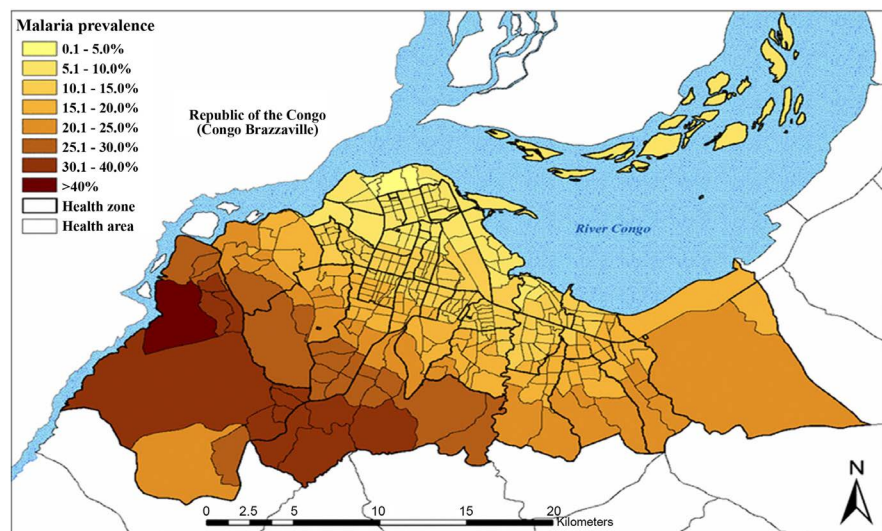 Malaria prevalence
0.1 - 5.0%
5.1 - 10.0%
10.1 - 15.0%
15.1 - 20.0%
20.1 - 25.0%
25.1 - 30.0%
30.1 - 40.0%
>40%
Health zone
Health area
Republic of the Congo
(Congo Brazzaville)
River Congo
N
0 2.5 5 10 15 20
Kilometers